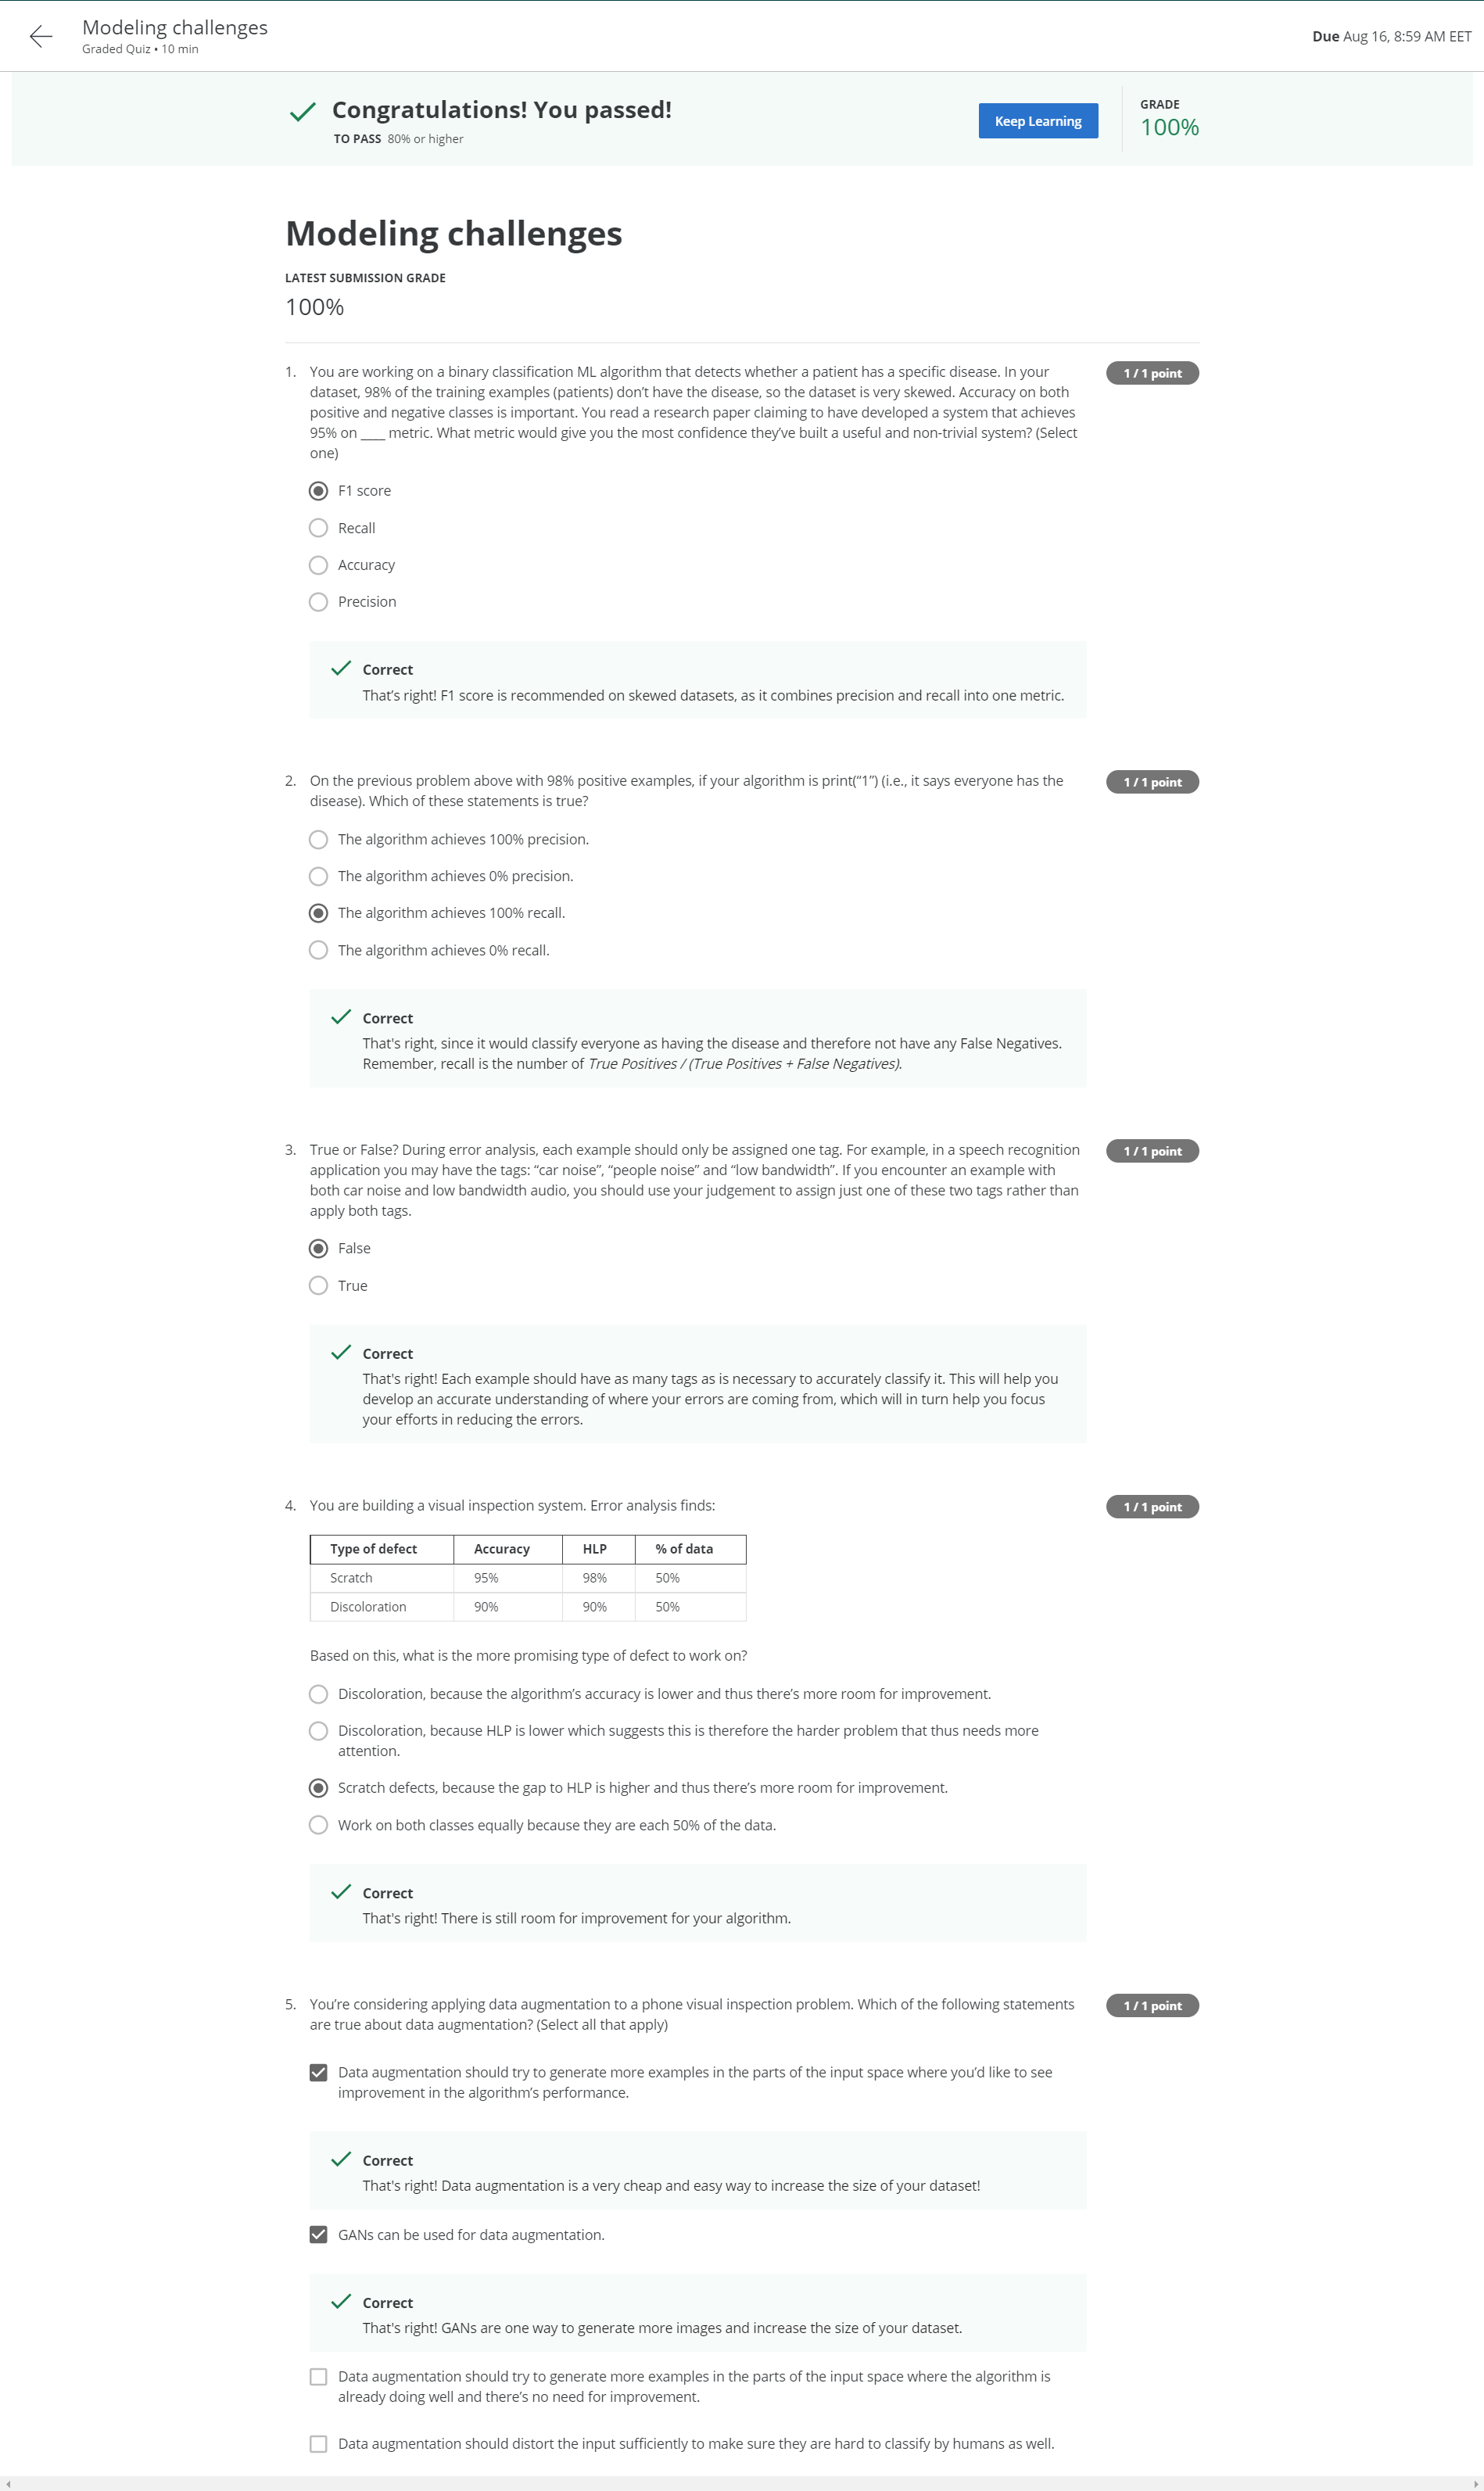 Modeling challenges
Graded Quiz • 10 min
Due Aug 16, 8:59 AM EET
Congratulations! You passed!
TO PASS 80% or higher
Keep Learning
GRADE
100%
Modeling challenges
LATEST SUBMISSION GRADE
100%
1. You are working on a binary classification ML algorithm that detects whether a patient has a specific disease. In your
dataset, 98% of the training examples (patients) don’t have the disease, so the dataset is very skewed. Accuracy on both
positive and negative classes is important. You read a research paper claiming to have developed a system that achieves
95% on ____ metric. What metric would give you the most confidence they’ve built a useful and non-trivial system? (Select
one)
1 / 1 point
F1 score
Recall
Accuracy
Precision
Correct
That’s right! F1 score is recommended on skewed datasets, as it combines precision and recall into one metric.
2. On the previous problem above with 98% positive examples, if your algorithm is print(“1”) (i.e., it says everyone has the
disease). Which of these statements is true?
1 / 1 point
The algorithm achieves 100% precision.
The algorithm achieves 0% precision.
The algorithm achieves 100% recall.
The algorithm achieves 0% recall.
Correct
That's right, since it would classify everyone as having the disease and therefore not have any False Negatives.
Remember, recall is the number of True Positives / (True Positives + False Negatives).
3. True or False? During error analysis, each example should only be assigned one tag. For example, in a speech recognition
application you may have the tags: “car noise”, “people noise” and “low bandwidth”. If you encounter an example with
both car noise and low bandwidth audio, you should use your judgement to assign just one of these two tags rather than
apply both tags.
1 / 1 point
False
True
Correct
That's right! Each example should have as many tags as is necessary to accurately classify it. This will help you
develop an accurate understanding of where your errors are coming from, which will in turn help you focus
your efforts in reducing the errors.
4. You are building a visual inspection system. Error analysis finds:
1 / 1 point
Type of defect Accuracy HLP % of data
Scratch 95% 98% 50%
Discoloration 90% 90% 50%
Based on this, what is the more promising type of defect to work on?
Discoloration, because the algorithm’s accuracy is lower and thus there’s more room for improvement.
Discoloration, because HLP is lower which suggests this is therefore the harder problem that thus needs more
attention.
Scratch defects, because the gap to HLP is higher and thus there’s more room for improvement.
Work on both classes equally because they are each 50% of the data.
Correct
That's right! There is still room for improvement for your algorithm.
5. You’re considering applying data augmentation to a phone visual inspection problem. Which of the following statements
are true about data augmentation? (Select all that apply)
1 / 1 point
Data augmentation should try to generate more examples in the parts of the input space where you’d like to see
improvement in the algorithm’s performance.
Correct
That's right! Data augmentation is a very cheap and easy way to increase the size of your dataset!
GANs can be used for data augmentation.
Correct
That's right! GANs are one way to generate more images and increase the size of your dataset.
Data augmentation should try to generate more examples in the parts of the input space where the algorithm is
already doing well and there’s no need for improvement.
Data augmentation should distort the input sufficiently to make sure they are hard to classify by humans as well.